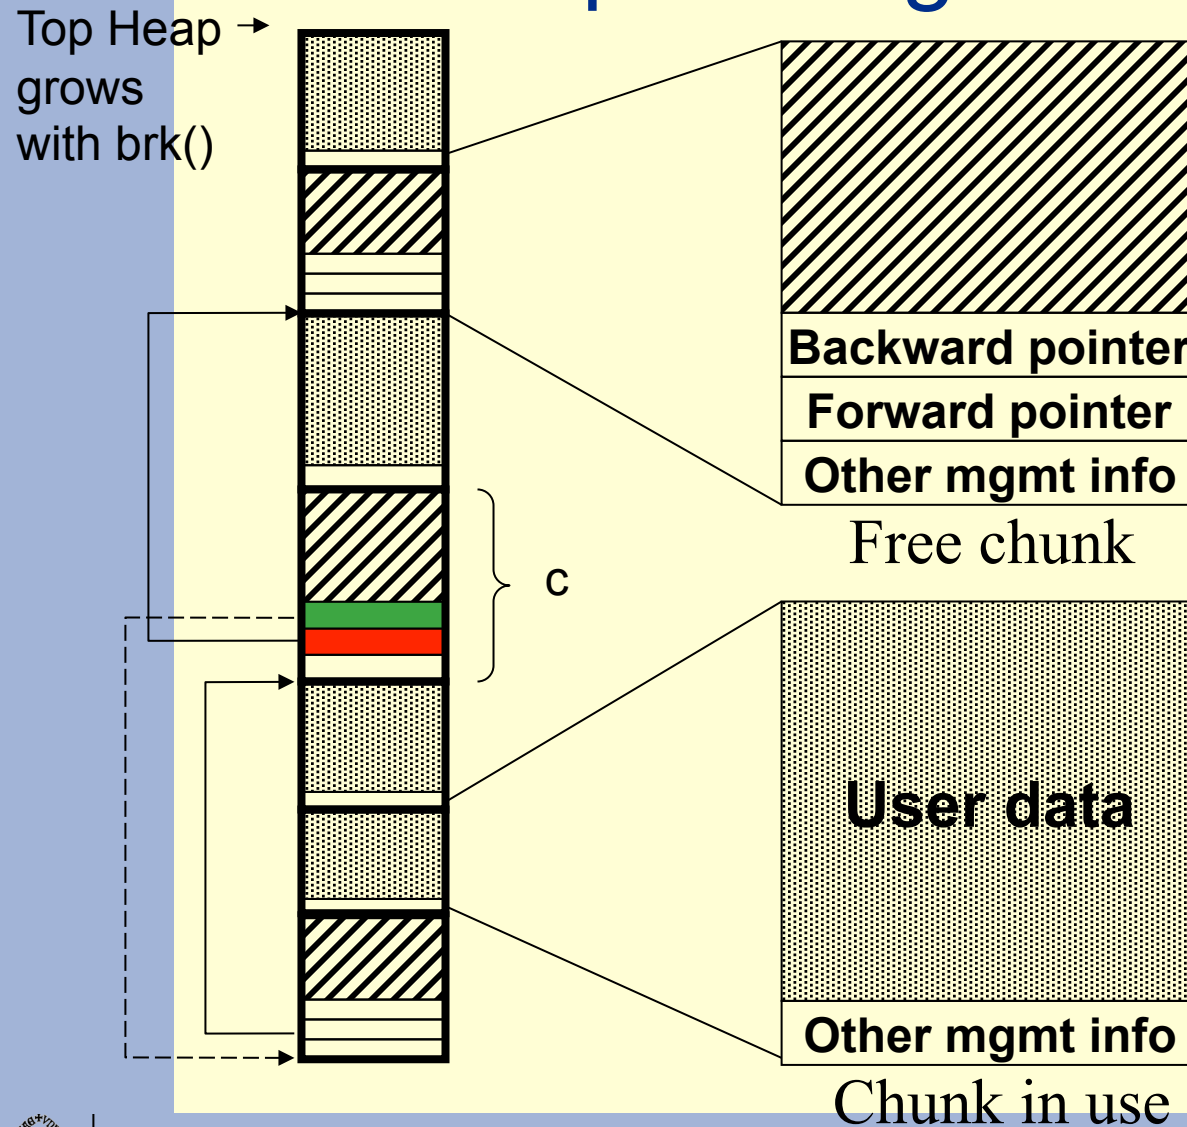 Top Heap
grows
with brk()
Backward pointer
Forward pointer
Other mgmt info
Free chunk
c
User data
Other mgmt info
Chunk in use